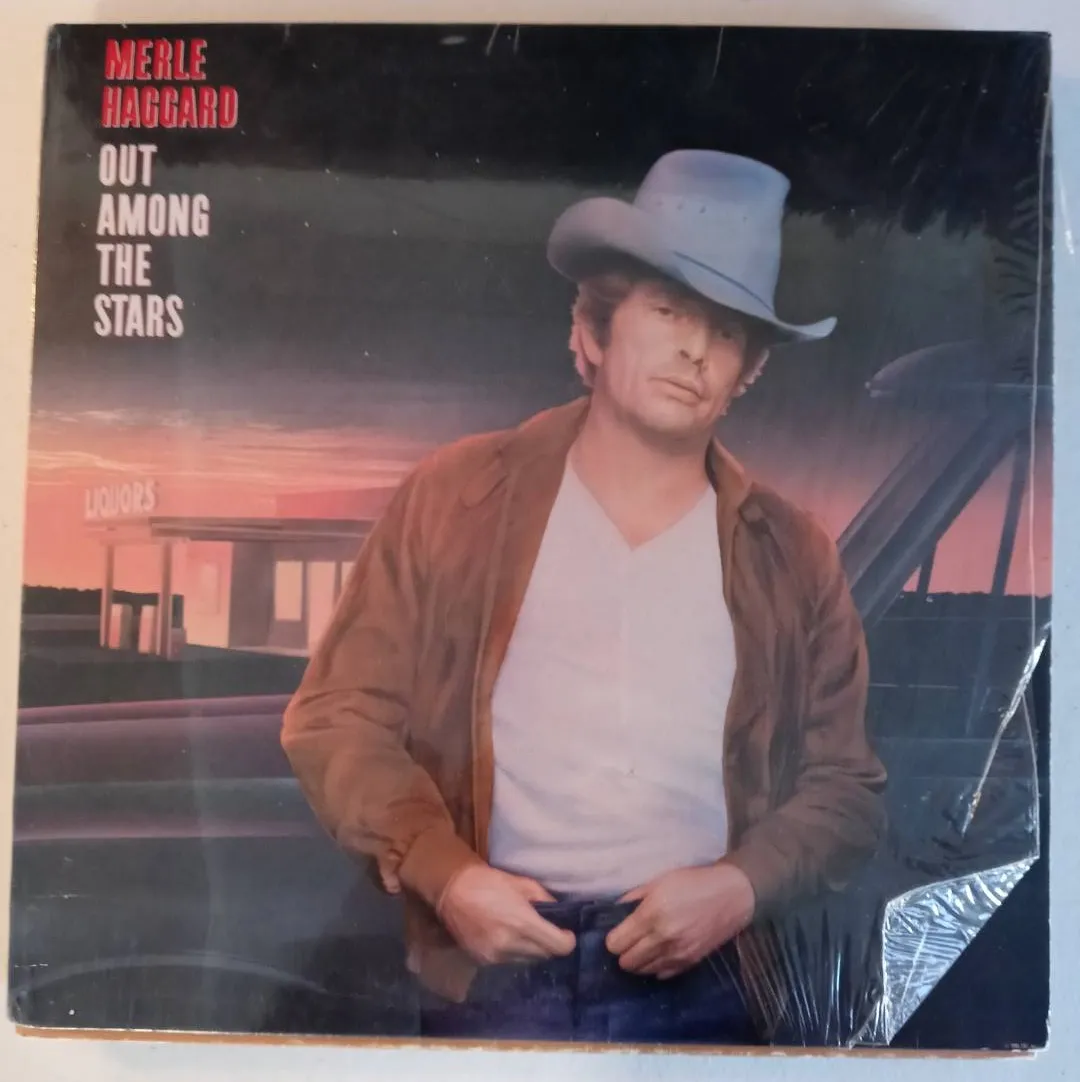 MERLE
HAGGARD
OUT
AMONG
THE
STARS
LIQUORS